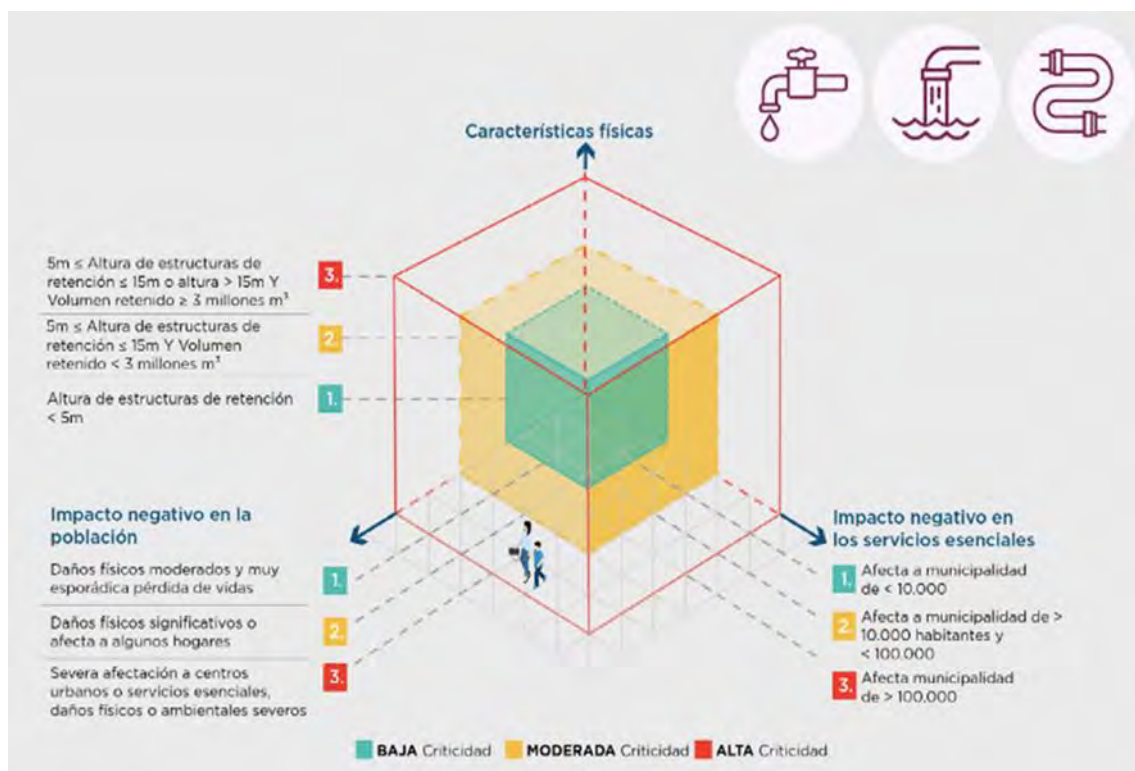 Características físicas
5m ≤ Altura de estructuras de
retención ≤ 15m o altura > 15m Y
Volumen retenido ≥ 3 millones m³
3.
5m ≤ Altura de estructuras de
retención ≤ 15m Y Volumen
retenido < 3 millones m³
2.
Altura de estructuras de retención
< 5m
1.
Impacto negativo en la
población
Daños físicos moderados y muy
esporádica pérdida de vidas
1.
Daños físicos significativos o
afecta a algunos hogares
2.
Severa afectación a centros
urbanos o servicios esenciales,
daños físicos o ambientales severos
3.
Impacto negativo en
los servicios esenciales
1. Afecta a municipalidad
de < 10.000
2. Afecta a municipalidad de >
10.000 habitantes y
< 100.000
3. Afecta municipalidad
de > 100.000
BAJA Criticidad MODERADA Criticidad ALTA Criticidad